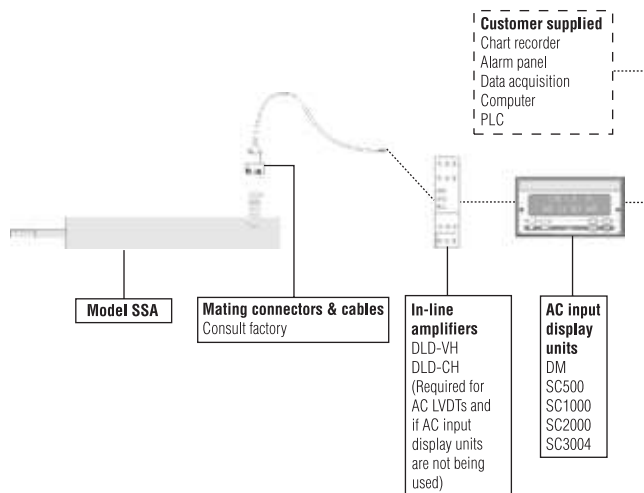 Customer supplied
Chart recorder
Alarm panel
Data acquisition
Computer
PLC
Model SSA
Mating connectors & cables
Consult factory
In-line
amplifiers
DLD-VH
DLD-CH
(Required for
AC LVDTs and
if AC input
display units
are not being
used)
AC input
display
units
DM
SC500
SC1000
SC2000
SC3004